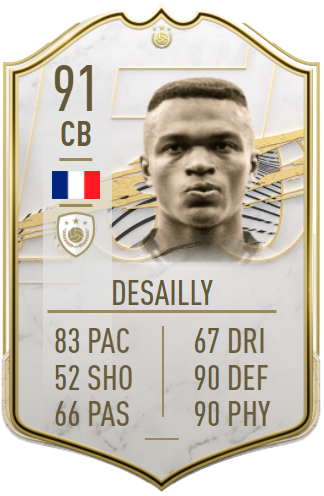 91
CB
DESAILLY
83 PAC 67 DRI
52 SHO 90 DEF
66 PAS 90 PHY